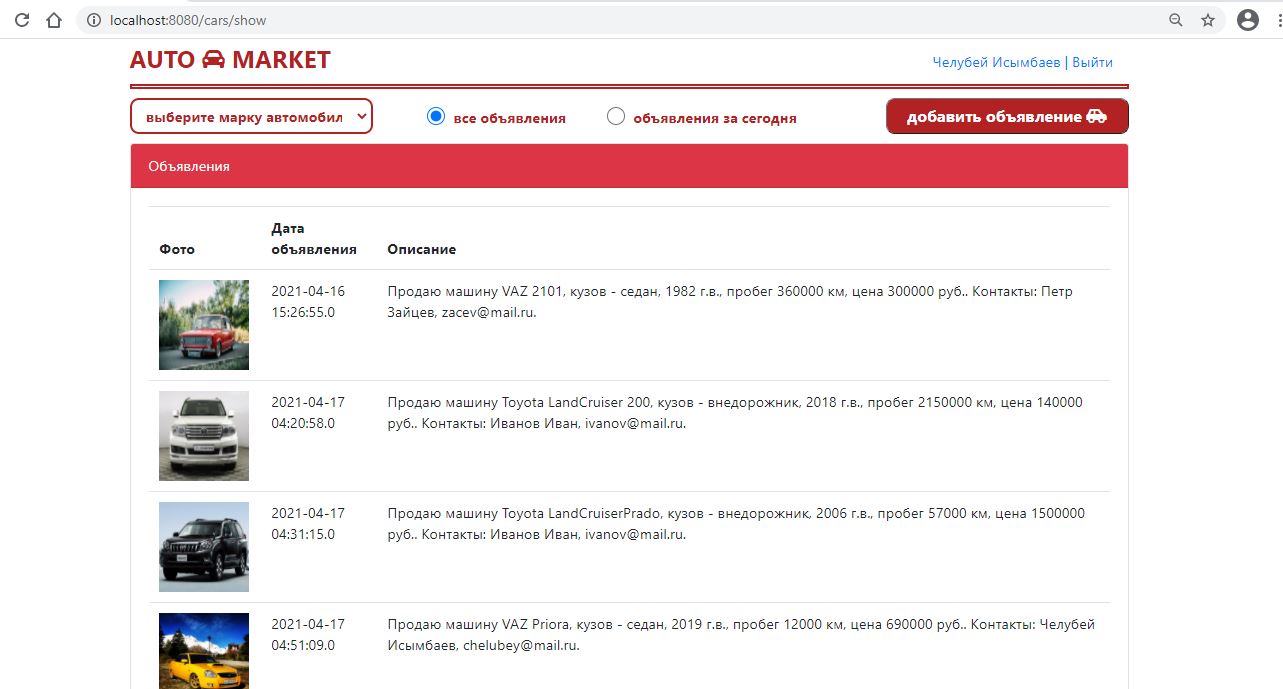 localhost:8080/cars/show
AUTO MARKET
Челубей Исымбаев | Выйти
выберите марку автомобил
все объявления
объявления за сегодня
добавить объявление
Объявления
Фото
Дата
объявления
Описание
2021-04-16
15:26:55.0
Продаю машину VAZ 2101, кузов - седан, 1982 г.в., пробег 360000 км, цена 300000 руб.. Контакты: Петр
Зайцев, zacev@mail.ru.
2021-04-17
04:20:58.0
Продаю машину Toyota LandCruiser 200, кузов - внедорожник, 2018 г.в., пробег 2150000 км, цена 140000
руб.. Контакты: Иванов Иван, ivanov@mail.ru.
2021-04-17
04:31:15.0
Продаю машину Toyota LandCruiserPrado, кузов - внедорожник, 2006 г.в., пробег 57000 км, цена 1500000
руб.. Контакты: Иванов Иван, ivanov@mail.ru.
2021-04-17
04:51:09.0
Продаю машину VAZ Priora, кузов - седан, 2019 г.в., пробег 12000 км, цена 690000 руб.. Контакты: Челубей
Исымбаев, chelubey@mail.ru.